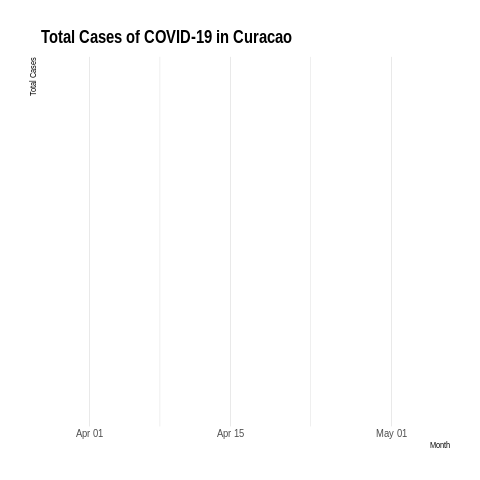 Total Cases of COVID-19 in Curacao
Total Cases
Apr 01
Apr 15
May 01
Month